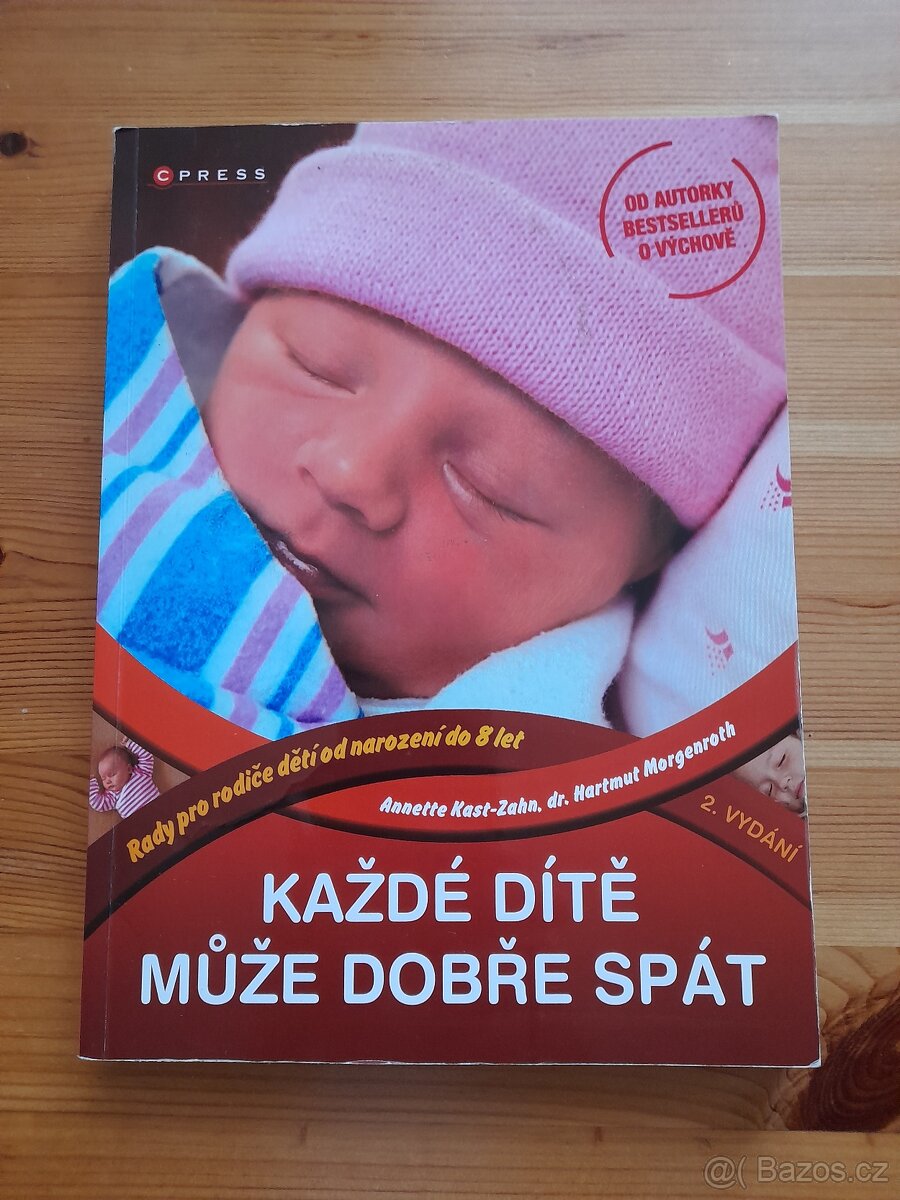 CPRESS
OD AUTORKY
BESTSELLERŮ
O VÝCHOVĚ
Rady pro rodiče dětí od narození do 8 let
Annette Kast-Zahn, dr. Hartmut Morgenroth
2. VYDÁNÍ
KAŽDÉ DÍTĚ
MŮŽE DOBŘE SPÁT
@( Bazos.cz